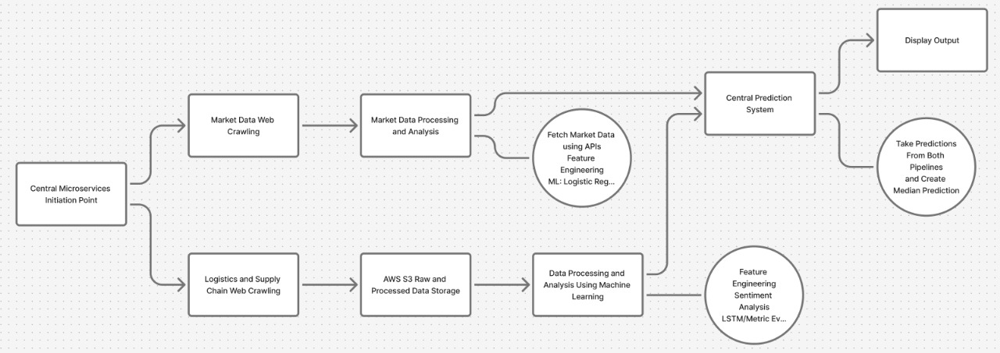 Central Microservices
Initiation Point
Market Data Web
Crawling
Market Data Processing
and Analysis
Fetch Market Data
using APIs
Feature
Engineering
ML: Logistic Reg...
Central Prediction
System
Display Output
Take Predictions
From Both
Pipelines
and Create
Median Prediction
Logistics and Supply
Chain Web Crawling
AWS S3 Raw and
Processed Data Storage
Data Processing and
Analysis Using Machine
Learning
Feature
Engineering
Sentiment
Analysis
LSTM/Metric Ev...